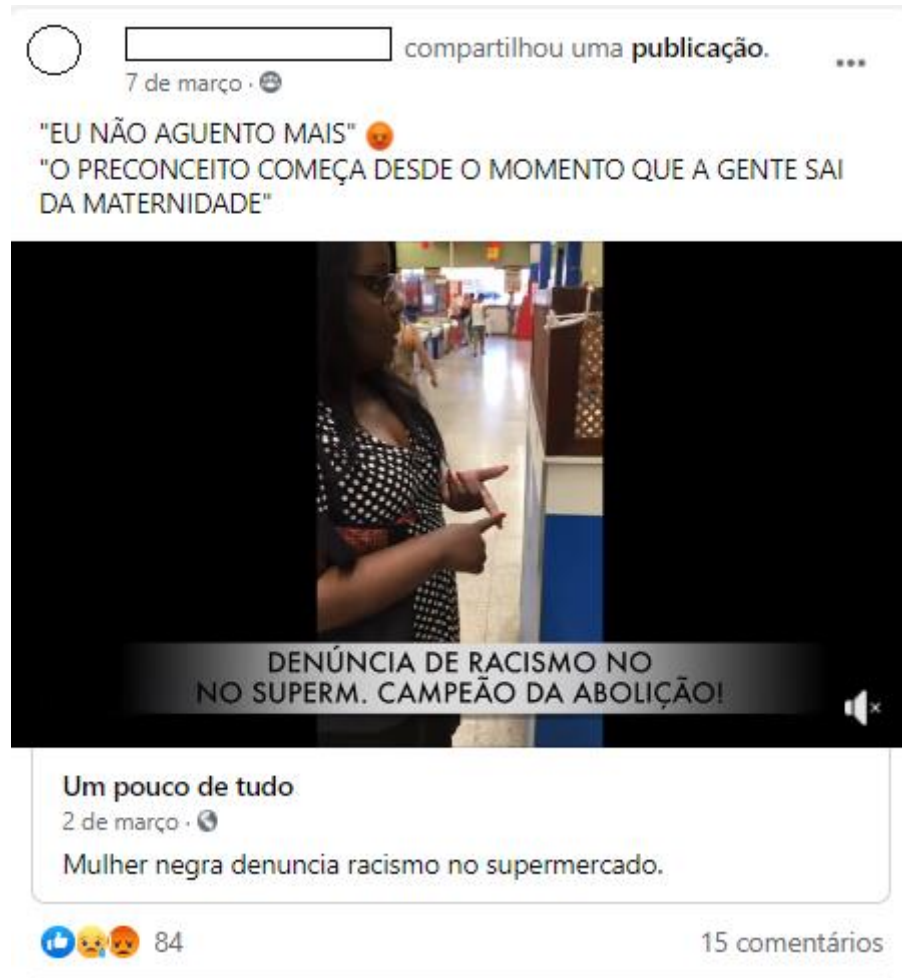 compartilhou uma publicação.
7 de março ·
"EU NÃO AGUENTO MAIS" 😡
"O PRECONCEITO COMEÇA DESDE O MOMENTO QUE A GENTE SAI
DA MATERNIDADE"
DENÚNCIA DE RACISMO NO
NO SUPERM. CAMPEÃO DA ABOLIÇÃO!
Um pouco de tudo
2 de março ·
Mulher negra denuncia racismo no supermercado.
84
15 comentários